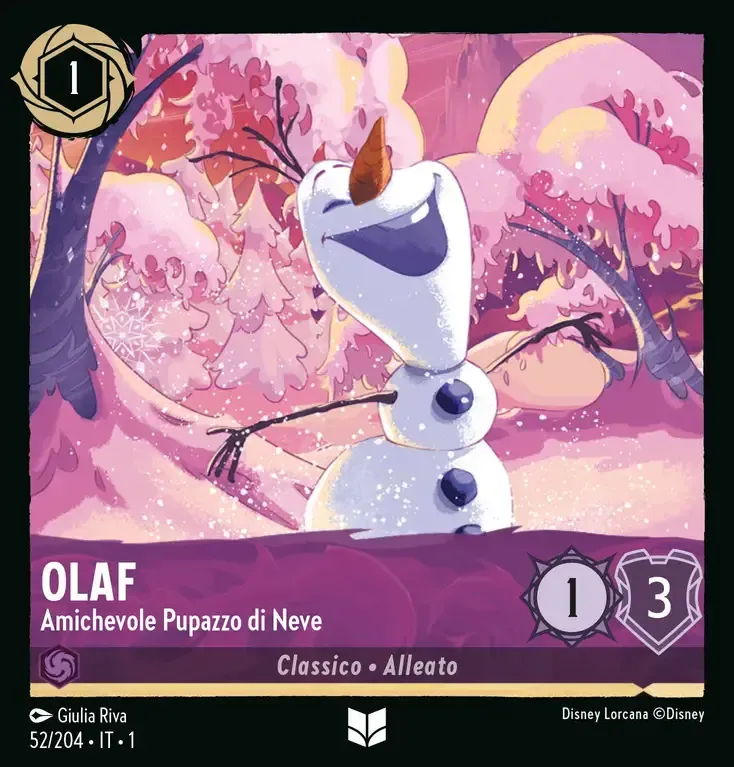 1
OLAF
Amichevole Pupazzo di Neve
1
3
Classico • Alleato
Giulia Riva
Disney Lorcana ©Disney
52/204 • IT • 1